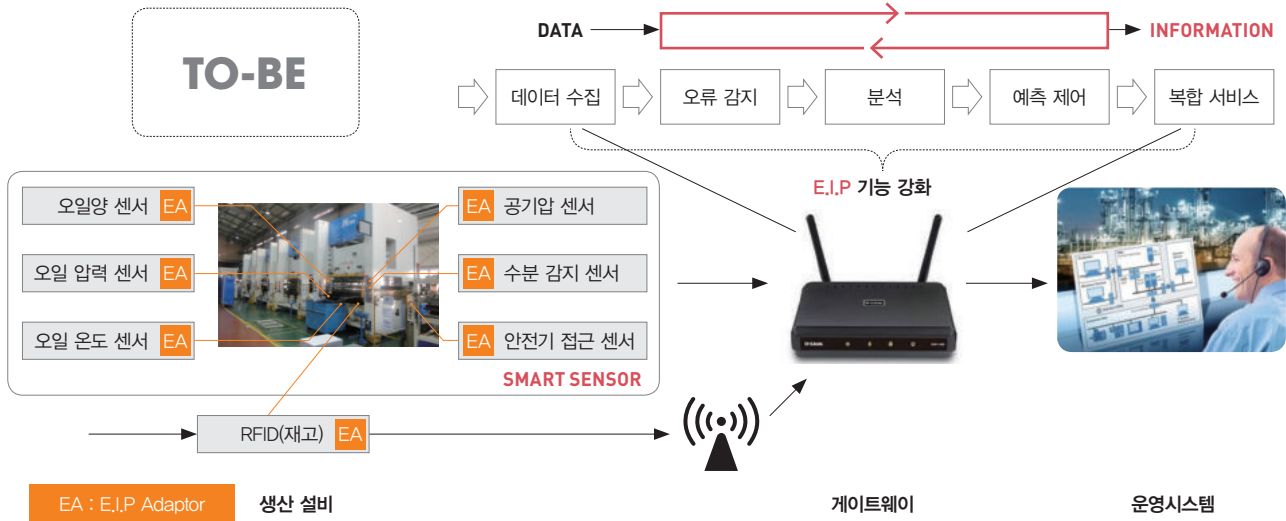 TO-BE
DATA
INFORMATION
데이터 수집
오류 감지
분석
예측 제어
복합 서비스
E.I.P 기능 강화
오일양 센서 EA
EA 공기압 센서
오일 압력 센서 EA
EA 수분 감지 센서
오일 온도 센서 EA
EA 안전기 접근 센서
SMART SENSOR
RFID(재고) EA
EA : E.I.P Adaptor
생산 설비
게이트웨이
운영시스템